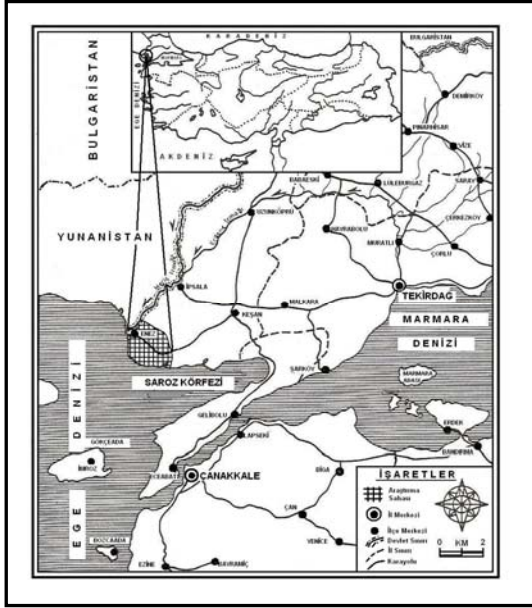 KARADENİZ
BULGARİSTAN
BULGARİSTAN
EGE DENİZİ
AKDENİZ
DEMİRKÖY
PINARHİSAR
VİZE
BABAESKİ
LÜLEBURGAZ
SARAY
YUNANİSTAN
UZUNKÖPRÜ
HAYRABOLU
ÇERKEZKÖY
MURATLI
ÇORLU
İPSALA
TEKİRDAĞ
MALKARA
KEŞAN
MARMARA
DENİZİ
ENEZ
SAROZ KÖRFEZİ
ŞARKÖY
MARMARA
ADASI
EGE DENİZİ
GELİBOLU
ERDEK
GÖKÇEADA
LAPSEKİ
BANDIRMA
İMROZ
ECEABAT
ÇANAKKALE
BİGA
İŞARETLER
Araştırma
Sahası
İl Merkezi
ÇAN
İlçe Merkezi
BOZCAADA
Devlet Sınırı
YENİCE
İl Sınırı
0 KM 2
EZİNE
BAYRAMİÇ
Karayolu